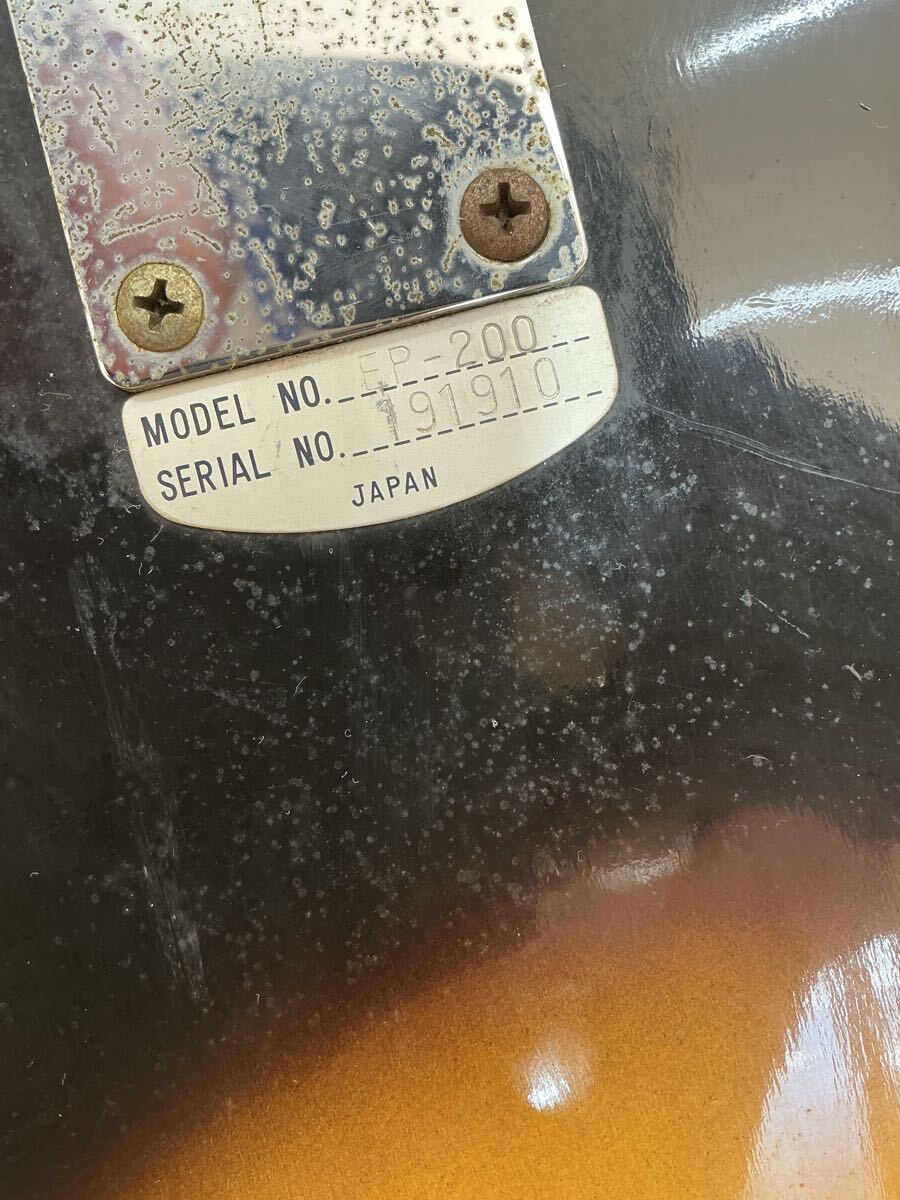 MODEL NO. EP-200
SERIAL NO. 191910
JAPAN